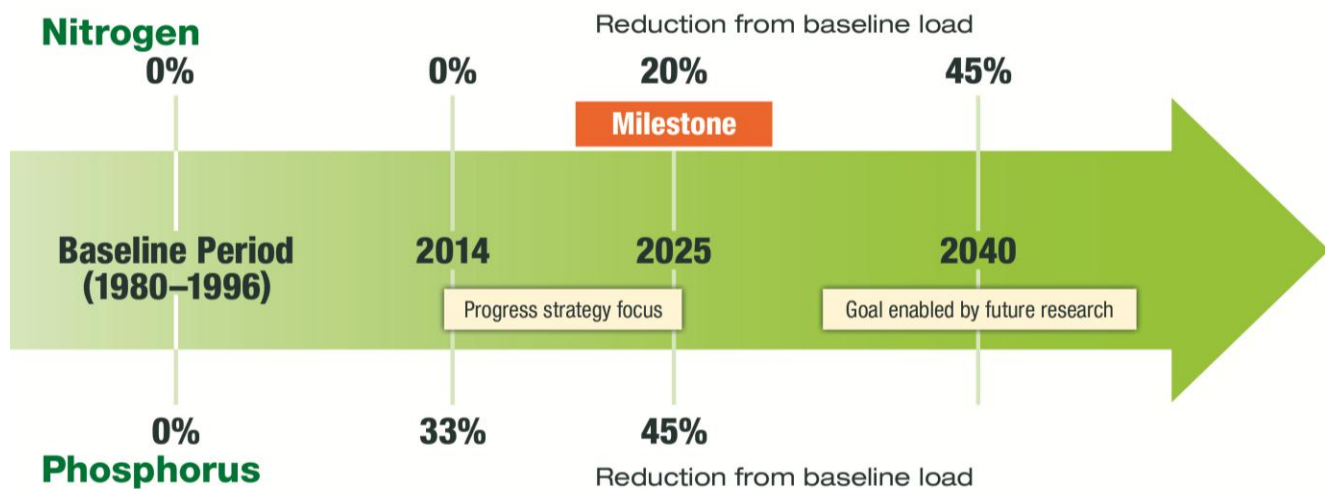 Nitrogen
Reduction from baseline load
0% 0% 20% 45%
Milestone
Baseline Period
(1980–1996)
2014 2025 2040
Progress strategy focus
Goal enabled by future research
0% 33% 45%
Phosphorus
Reduction from baseline load